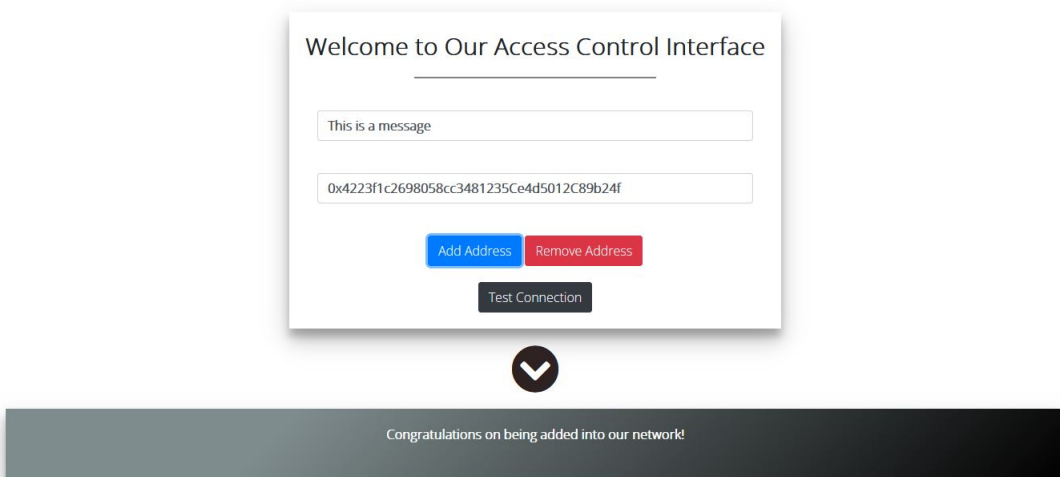 Welcome to Our Access Control Interface
This is a message
0x4223f1c2698058cc3481235Ce4d5012C89b24f
Add Address Remove Address
Test Connection
Congratulations on being added into our network!